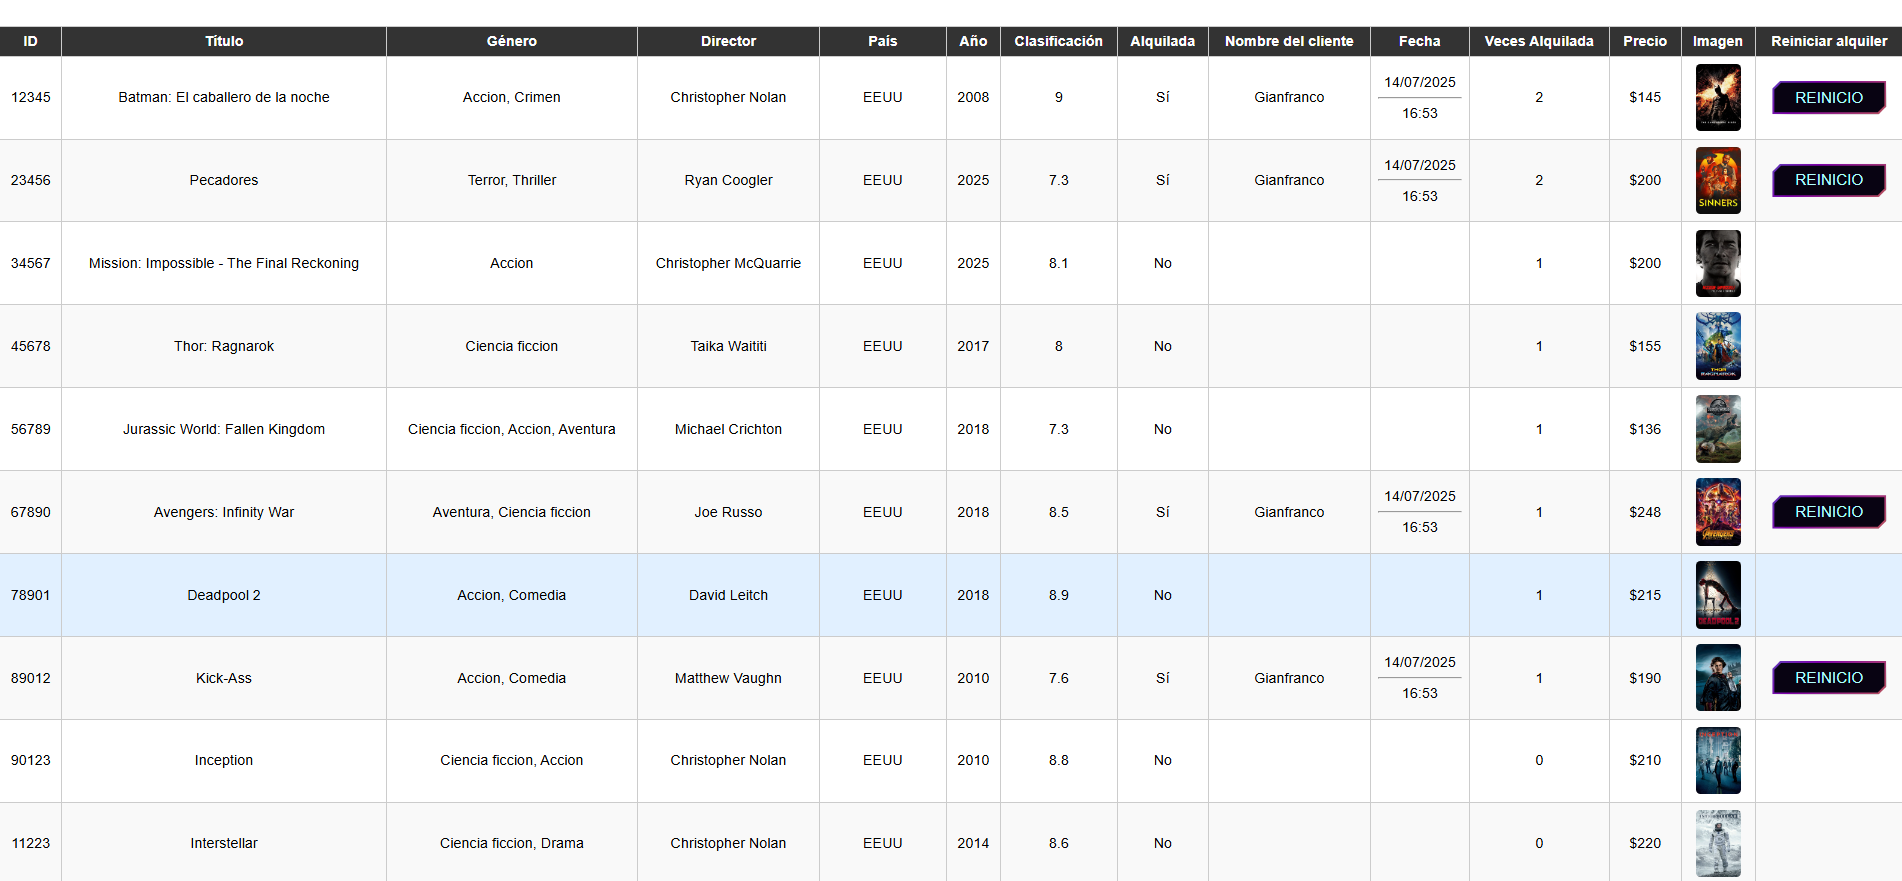 ID Título Género Director País Año Clasificación Alquilada Nombre del cliente Fecha Veces Alquilada Precio Imagen Reiniciar alquiler
12345 Batman: El caballero de la noche Accion, Crimen Christopher Nolan EEUU 2008 9 Sí Gianfranco 14/07/2025 16:53 2 $145 REINICIO
23456 Pecadores Terror, Thriller Ryan Coogler EEUU 2025 7.3 Sí Gianfranco 14/07/2025 16:53 2 $200 SINNERS REINICIO
34567 Mission: Impossible - The Final Reckoning Accion Christopher McQuarrie EEUU 2025 8.1 No 1 $200
45678 Thor: Ragnarok Ciencia ficcion Taika Waititi EEUU 2017 8 No 1 $155 THOR RAGNAROK
56789 Jurassic World: Fallen Kingdom Ciencia ficcion, Accion, Aventura Michael Crichton EEUU 2018 7.3 No 1 $136
67890 Avengers: Infinity War Aventura, Ciencia ficcion Joe Russo EEUU 2018 8.5 Sí Gianfranco 14/07/2025 16:53 1 $248 AVENGERS REINICIO
78901 Deadpool 2 Accion, Comedia David Leitch EEUU 2018 8.9 No 1 $215 DEADPOOL 2
89012 Kick-Ass Accion, Comedia Matthew Vaughn EEUU 2010 7.6 Sí Gianfranco 14/07/2025 16:53 1 $190 REINICIO
90123 Inception Ciencia ficcion, Accion Christopher Nolan EEUU 2010 8.8 No 0 $210
11223 Interstellar Ciencia ficcion, Drama Christopher Nolan EEUU 2014 8.6 No 0 $220